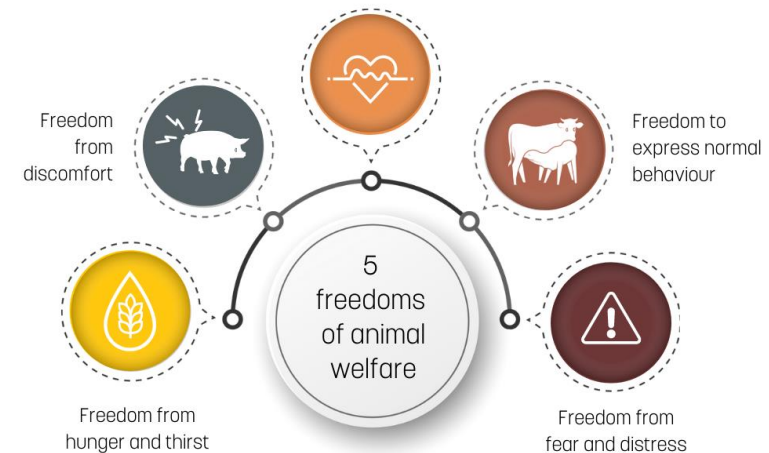 Freedom
from
discomfort
Freedom to
express normal
behaviour
5
freedoms
of animal
welfare
Freedom from
hunger and thirst
Freedom from
fear and distress